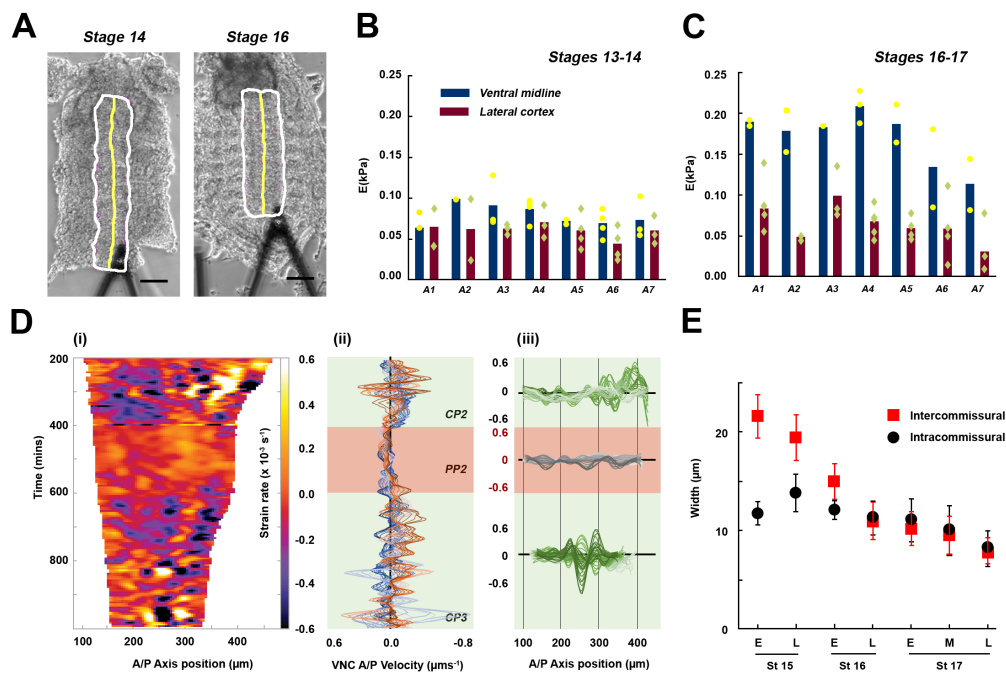 A
Stage 14
Stage 16
B
Stages 13-14
0.25
0.20
0.15
0.10
0.05
0.00
E(kPa)
Ventral midline
Lateral cortex
A1 A2 A3 A4 A5 A6 A7
C
Stages 16-17
0.25
0.20
0.15
0.10
0.05
0.00
E(kPa)
A1 A2 A3 A4 A5 A6 A7
D
(i)
200
400
600
800
Time (mins)
100 200 300 400
A/P Axis position (µm)
0.6
0.4
0.2
0.0
-0.2
-0.4
-0.6
Strain rate (x 10⁻³ s⁻¹)
(ii)
CP2
PP2
CP3
0.6 0.0 -0.8
VNC A/P Velocity (µms⁻¹)
(iii)
0.6
0
-0.6
0.6
0
-0.6
0.6
0
-0.6
100 200 300 400
A/P Axis position (µm)
E
20
10
0
Width (µm)
Intercommissural
Intracommissural
E L E L E M L
St 15 St 16 St 17